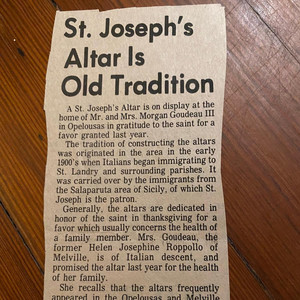 St. Joseph's
Altar Is
Old Tradition
A St. Joseph's Altar is on display at the
home of Mr. and Mrs. Morgan Goudeau III
in Opelousas in gratitude to the saint for a
favor granted last year.
The tradition of constructing the altars
was originated in the area in the early
1900's when Italians began immigrating to
St. Landry and surrounding parishes. It
was carried over by the immigrants from
the Salaparuta area of Sicily, of which St.
Joseph is the patron.
Generally, the altars are dedicated in
honor of the saint in thanksgiving for a
favor which usually concerns the health of
a family member. Mrs. Goudeau, the
former Helen Josephine Roppolo of
Melville, is of Italian descent, and
promised the altar last year for the health
of her family.
She recalls that the altars frequently
appeared in the Opelousas and Melville